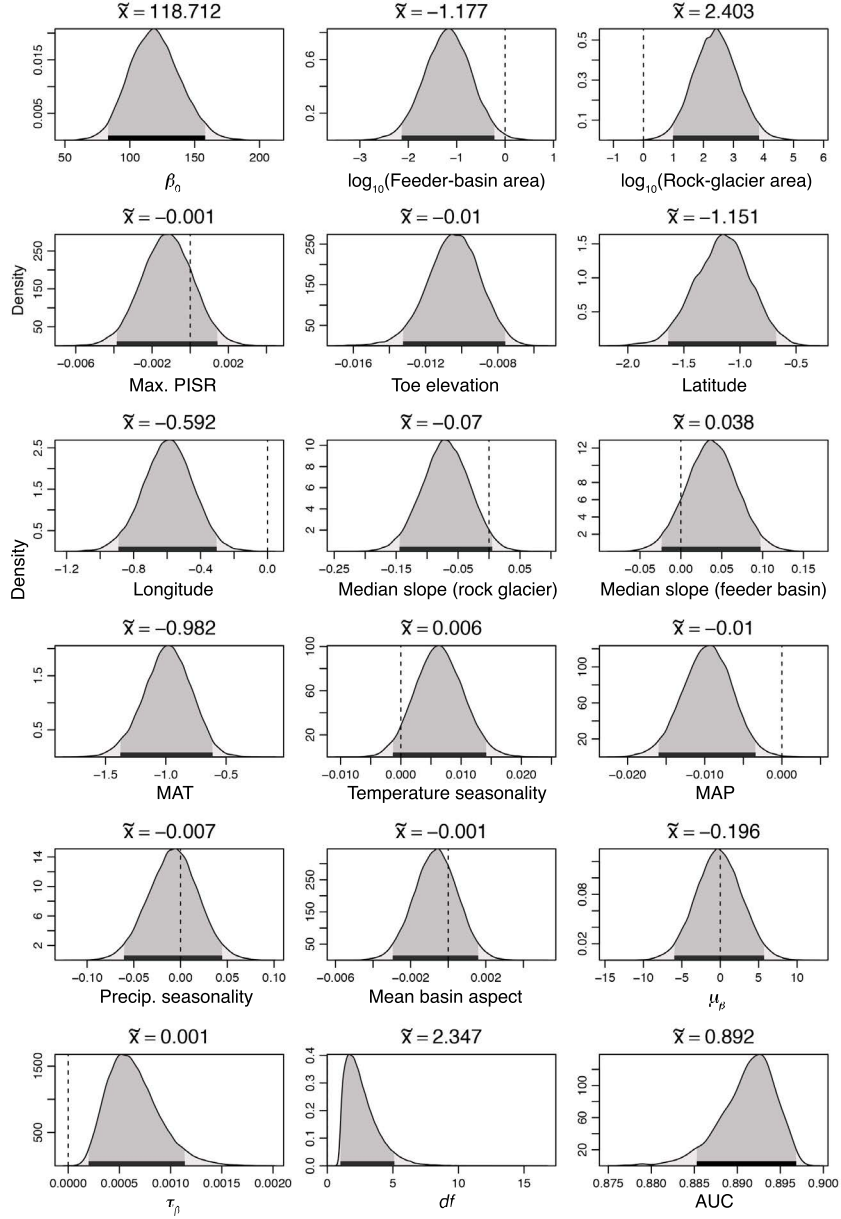 x̃ = 118.712
x̃ = −1.177
x̃ = 2.403
0.005 0.015
50 100 150 200
β₀
0.2 0.6
−3 −2 −1 0 1
log₁₀(Feeder-basin area)
0.1 0.3 0.5
−1 0 1 2 3 4 5 6
log₁₀(Rock-glacier area)
x̃ = −0.001
x̃ = −0.01
x̃ = −1.151
Density
50 150 250
−0.006 −0.002 0.002
Max. PISR
50 150 250
−0.016 −0.012 −0.008
Toe elevation
0.5 1.0 1.5
−2.0 −1.5 −1.0 −0.5
Latitude
x̃ = −0.592
x̃ = −0.07
x̃ = 0.038
Density
0.5 1.5 2.5
−1.2 −0.8 −0.4 0.0
Longitude
2 4 6 8 10
−0.25 −0.15 −0.05 0.05
Median slope (rock glacier)
2 4 6 8 12
−0.05 0.00 0.05 0.10 0.15
Median slope (feeder basin)
x̃ = −0.982
x̃ = 0.006
x̃ = −0.01
0.5 1.5
−1.5 −1.0 −0.5
MAT
20 60 100
−0.010 0.000 0.010 0.020
Temperature seasonality
20 60 100
−0.020 −0.010 0.000
MAP
x̃ = −0.007
x̃ = −0.001
x̃ = −0.196
2 6 10 14
−0.10 −0.05 0.00 0.05 0.10
Precip. seasonality
50 150 250
−0.006 −0.002 0.002
Mean basin aspect
0.02 0.08
−15 −10 −5 0 5 10
μᵦ
x̃ = 0.001
x̃ = 2.347
x̃ = 0.892
500 1500
0.0000 0.0005 0.0010 0.0015 0.0020
τᵦ
0.0 0.1 0.2 0.3 0.4
0 5 10 15
df
20 60 100
0.875 0.880 0.885 0.890 0.895 0.900
AUC